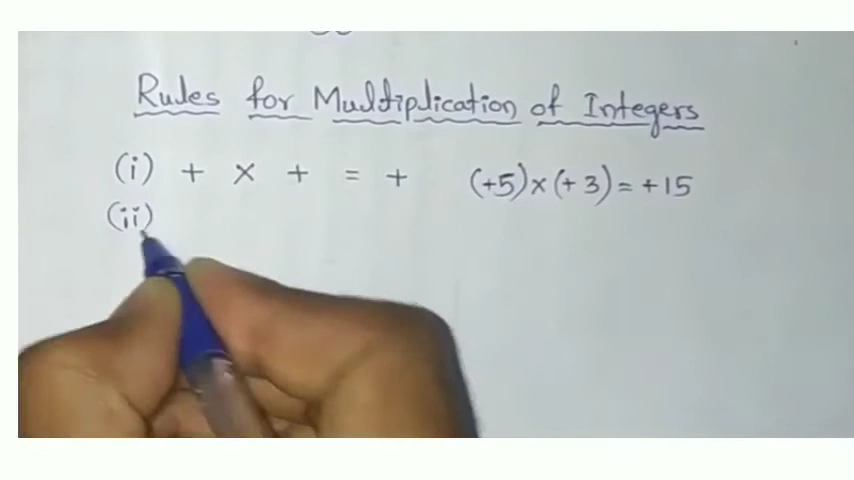 Rules for Multiplication of Integers
(i) + × + = + (+5)×(+3) = +15
(ii)